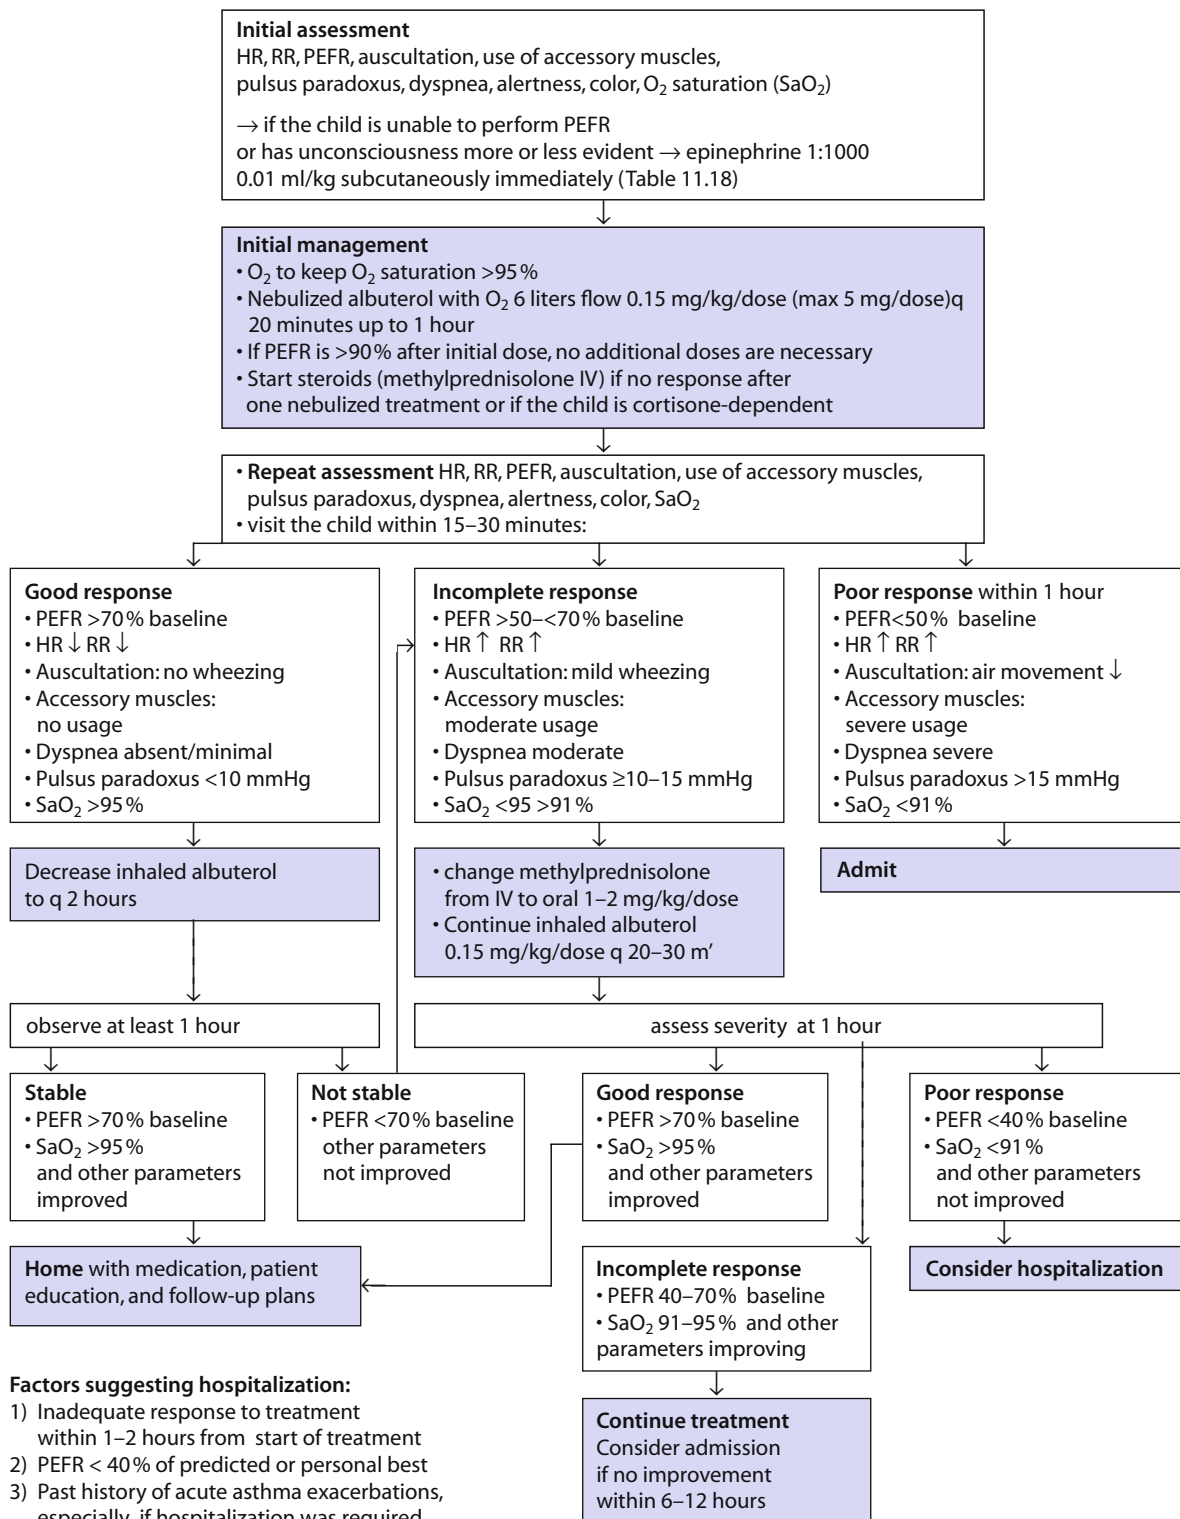 Initial assessment
HR, RR, PEFR, auscultation, use of accessory muscles,
pulsus paradoxus, dyspnea, alertness, color, O₂ saturation (SaO₂)
→ if the child is unable to perform PEFR
or has unconsciousness more or less evident → epinephrine 1:1000
0.01 ml/kg subcutaneously immediately (Table 11.18)
Initial management
• O₂ to keep O₂ saturation >95%
• Nebulized albuterol with O₂ 6 liters flow 0.15 mg/kg/dose (max 5 mg/dose)q
20 minutes up to 1 hour
• If PEFR is >90% after initial dose, no additional doses are necessary
• Start steroids (methylprednisolone IV) if no response after
one nebulized treatment or if the child is cortisone-dependent
• Repeat assessment HR, RR, PEFR, auscultation, use of accessory muscles,
pulsus paradoxus, dyspnea, alertness, color, SaO₂
• visit the child within 15–30 minutes:
Good response
• PEFR >70% baseline
• HR ↓ RR ↓
• Auscultation: no wheezing
• Accessory muscles:
no usage
• Dyspnea absent/minimal
• Pulsus paradoxus <10 mmHg
• SaO₂ >95%
Incomplete response
• PEFR >50–<70% baseline
• HR ↑ RR ↑
• Auscultation: mild wheezing
• Accessory muscles:
moderate usage
• Dyspnea moderate
• Pulsus paradoxus ≥10–15 mmHg
• SaO₂ <95 >91%
Poor response within 1 hour
• PEFR<50% baseline
• HR ↑ RR ↑
• Auscultation: air movement ↓
• Accessory muscles:
severe usage
• Dyspnea severe
• Pulsus paradoxus >15 mmHg
• SaO₂ <91%
Decrease inhaled albuterol
to q 2 hours
• change methylprednisolone
from IV to oral 1–2 mg/kg/dose
• Continue inhaled albuterol
0.15 mg/kg/dose q 20–30 m′
Admit
observe at least 1 hour
assess severity at 1 hour
Stable
• PEFR >70% baseline
• SaO₂ >95%
and other parameters
improved
Not stable
• PEFR <70% baseline
other parameters
not improved
Good response
• PEFR >70% baseline
• SaO₂ >95%
and other parameters
improved
Poor response
• PEFR <40% baseline
• SaO₂ <91%
and other parameters
not improved
Home with medication, patient
education, and follow-up plans
Incomplete response
• PEFR 40–70% baseline
• SaO₂ 91–95% and other
parameters improving
Consider hospitalization
Continue treatment
Consider admission
if no improvement
within 6–12 hours
Factors suggesting hospitalization:
1) Inadequate response to treatment
within 1–2 hours from start of treatment
2) PEFR < 40% of predicted or personal best
3) Past history of acute asthma exacerbations,
especially, if hospitalization was required